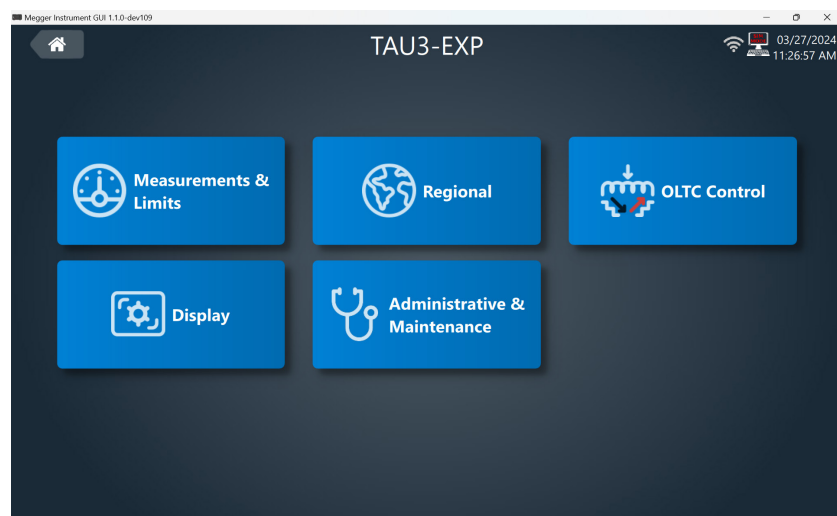 Megger Instrument GUI 1.1.0-dev109
TAU3-EXP
03/27/2024
11:26:57 AM
Measurements &
Limits
Regional
OLTC Control
Display
Administrative &
Maintenance